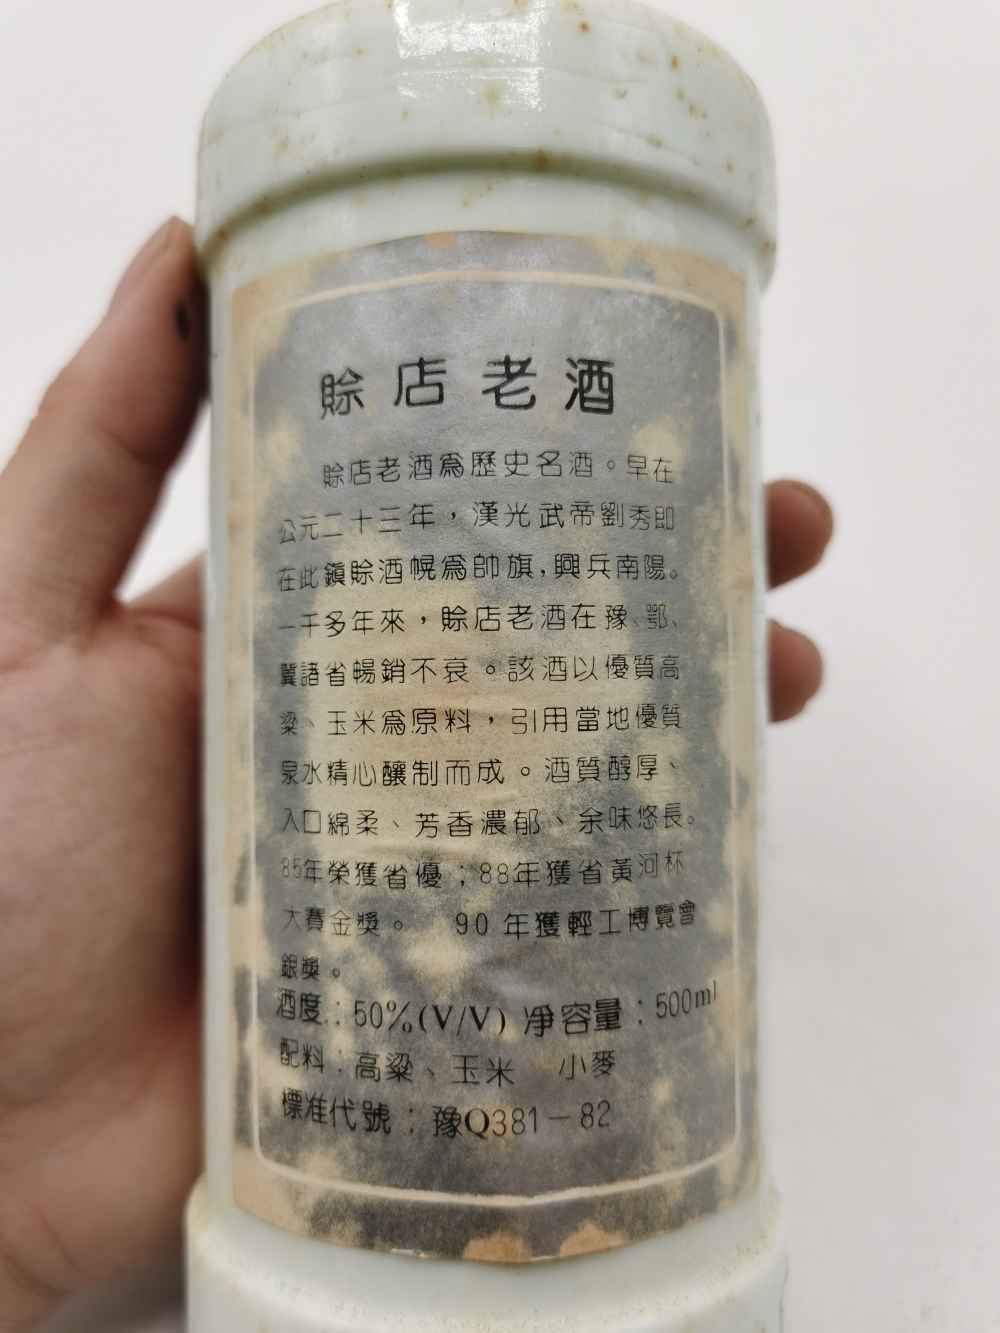 賒店老酒
賒店老酒爲歷史名酒。早在
公元二十三年，漢光武帝劉秀即
在此鎮賒酒幌爲帥旗，興兵南陽。
一千多年來，賒店老酒在豫、鄂、
冀諸省暢銷不衰。該酒以優質高
粱、玉米爲原料，引用當地優質
泉水精心釀制而成。酒質醇厚、
入口綿柔、芳香濃郁、余味悠長。
85年榮獲省優；88年獲省黃河杯
大賽金獎。 90年獲輕工博覽會
銀獎。
酒度：50%(V/V) 凈容量：500ml
配料：高粱、玉米 小麥
標准代號：豫Q381－82